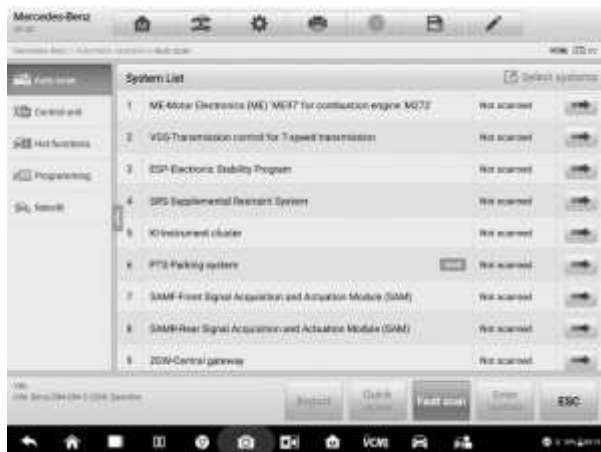 Mercedes-Benz
System List
Select systems
Auto scan
Control unit
Hot functions
Programming
1 ME-Motor Electronics (ME) 'ME97' for combustion engine 'M272' Not scanned
2 VGS-Transmission control for 7-speed transmission Not scanned
3 ESP-Electronic Stability Program Not scanned
4 SRS-Supplemental Restraint System Not scanned
5 KI-Instrument cluster Not scanned
6 PTS-Parking system Not scanned
7 SAMF-Front Signal Acquisition and Actuation Module (SAM) Not scanned
8 SAMR-Rear Signal Acquisition and Actuation Module (SAM) Not scanned
9 ZGW-Central gateway Not scanned
Report
Quick
Fast scan
Enter
ESC
VCMI